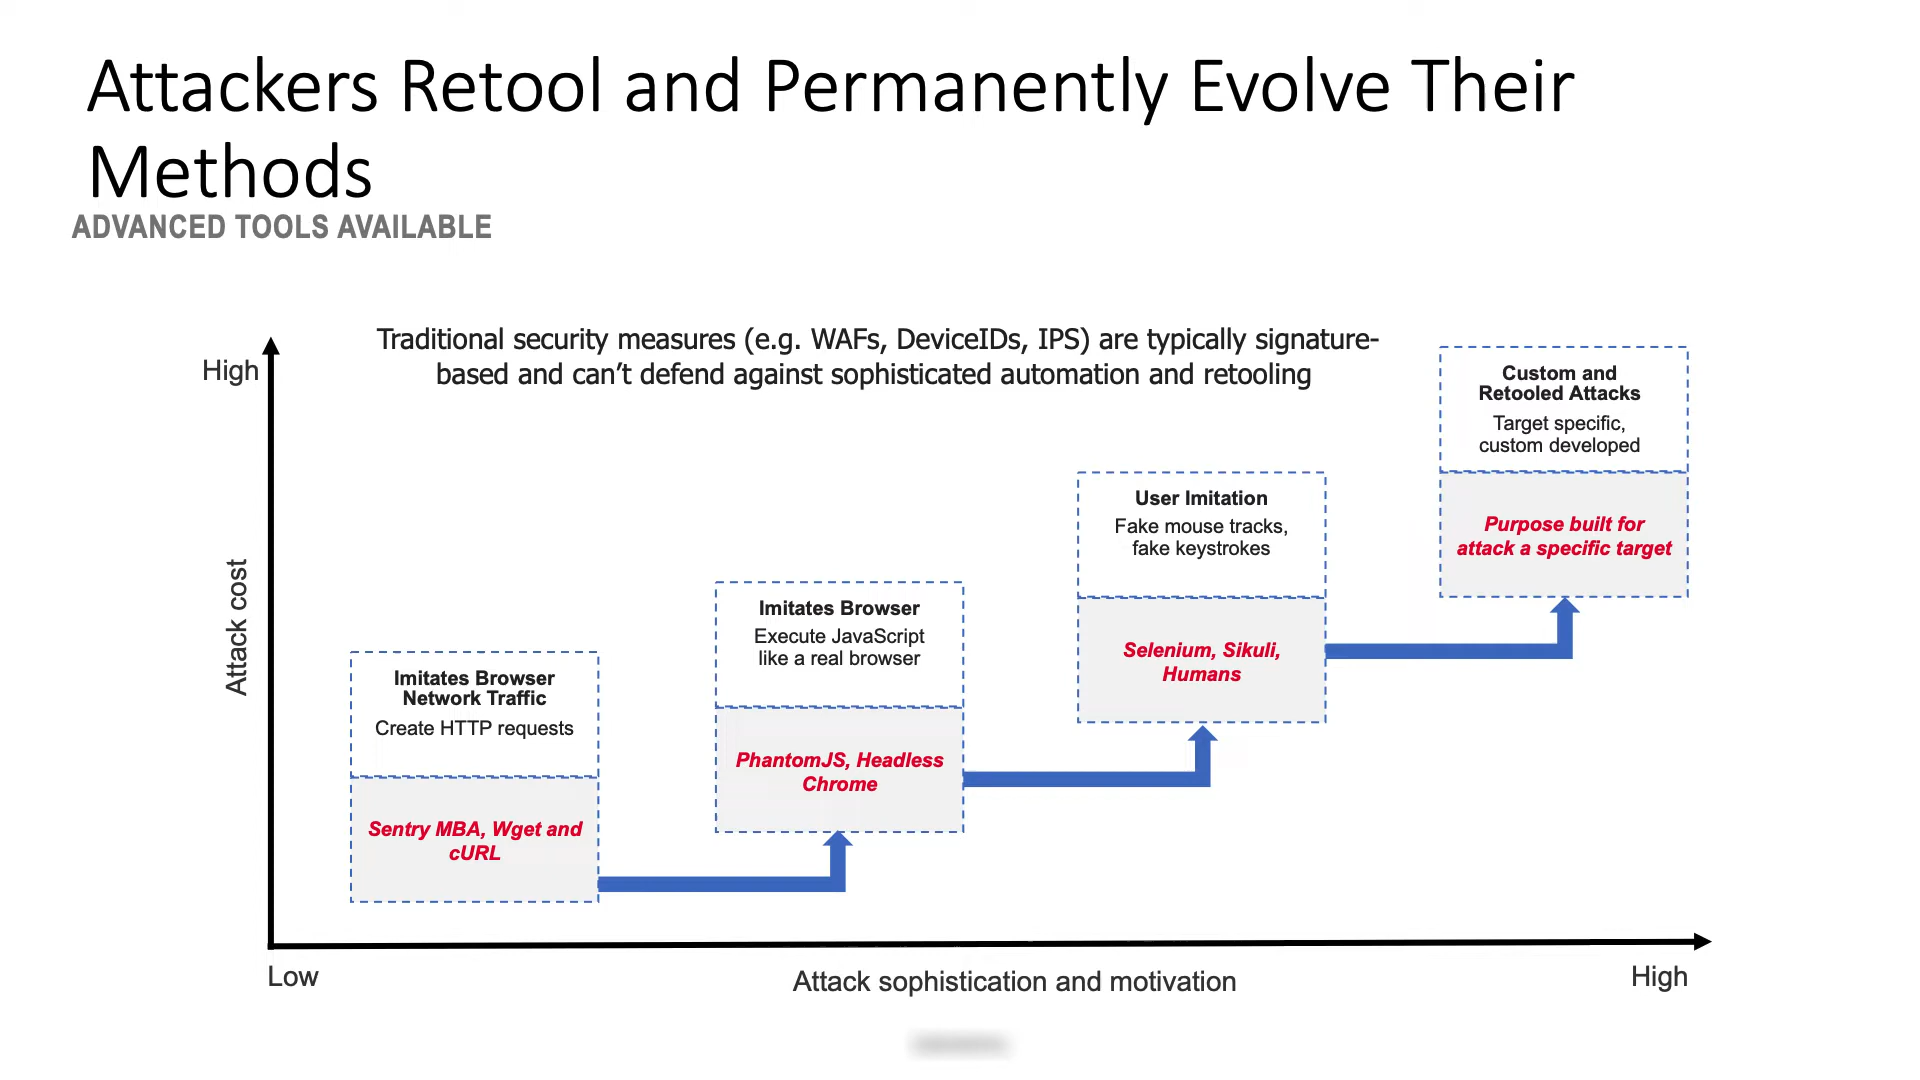 Attackers Retool and Permanently Evolve Their
Methods
ADVANCED TOOLS AVAILABLE
Traditional security measures (e.g. WAFs, DeviceIDs, IPS) are typically signature-
based and can’t defend against sophisticated automation and retooling
High
Attack cost
Imitates Browser
Network Traffic
Create HTTP requests
Sentry MBA, Wget and
cURL
Imitates Browser
Execute JavaScript
like a real browser
PhantomJS, Headless
Chrome
User Imitation
Fake mouse tracks,
fake keystrokes
Selenium, Sikuli,
Humans
Custom and
Retooled Attacks
Target specific,
custom developed
Purpose built for
attack a specific target
Low
Attack sophistication and motivation
High